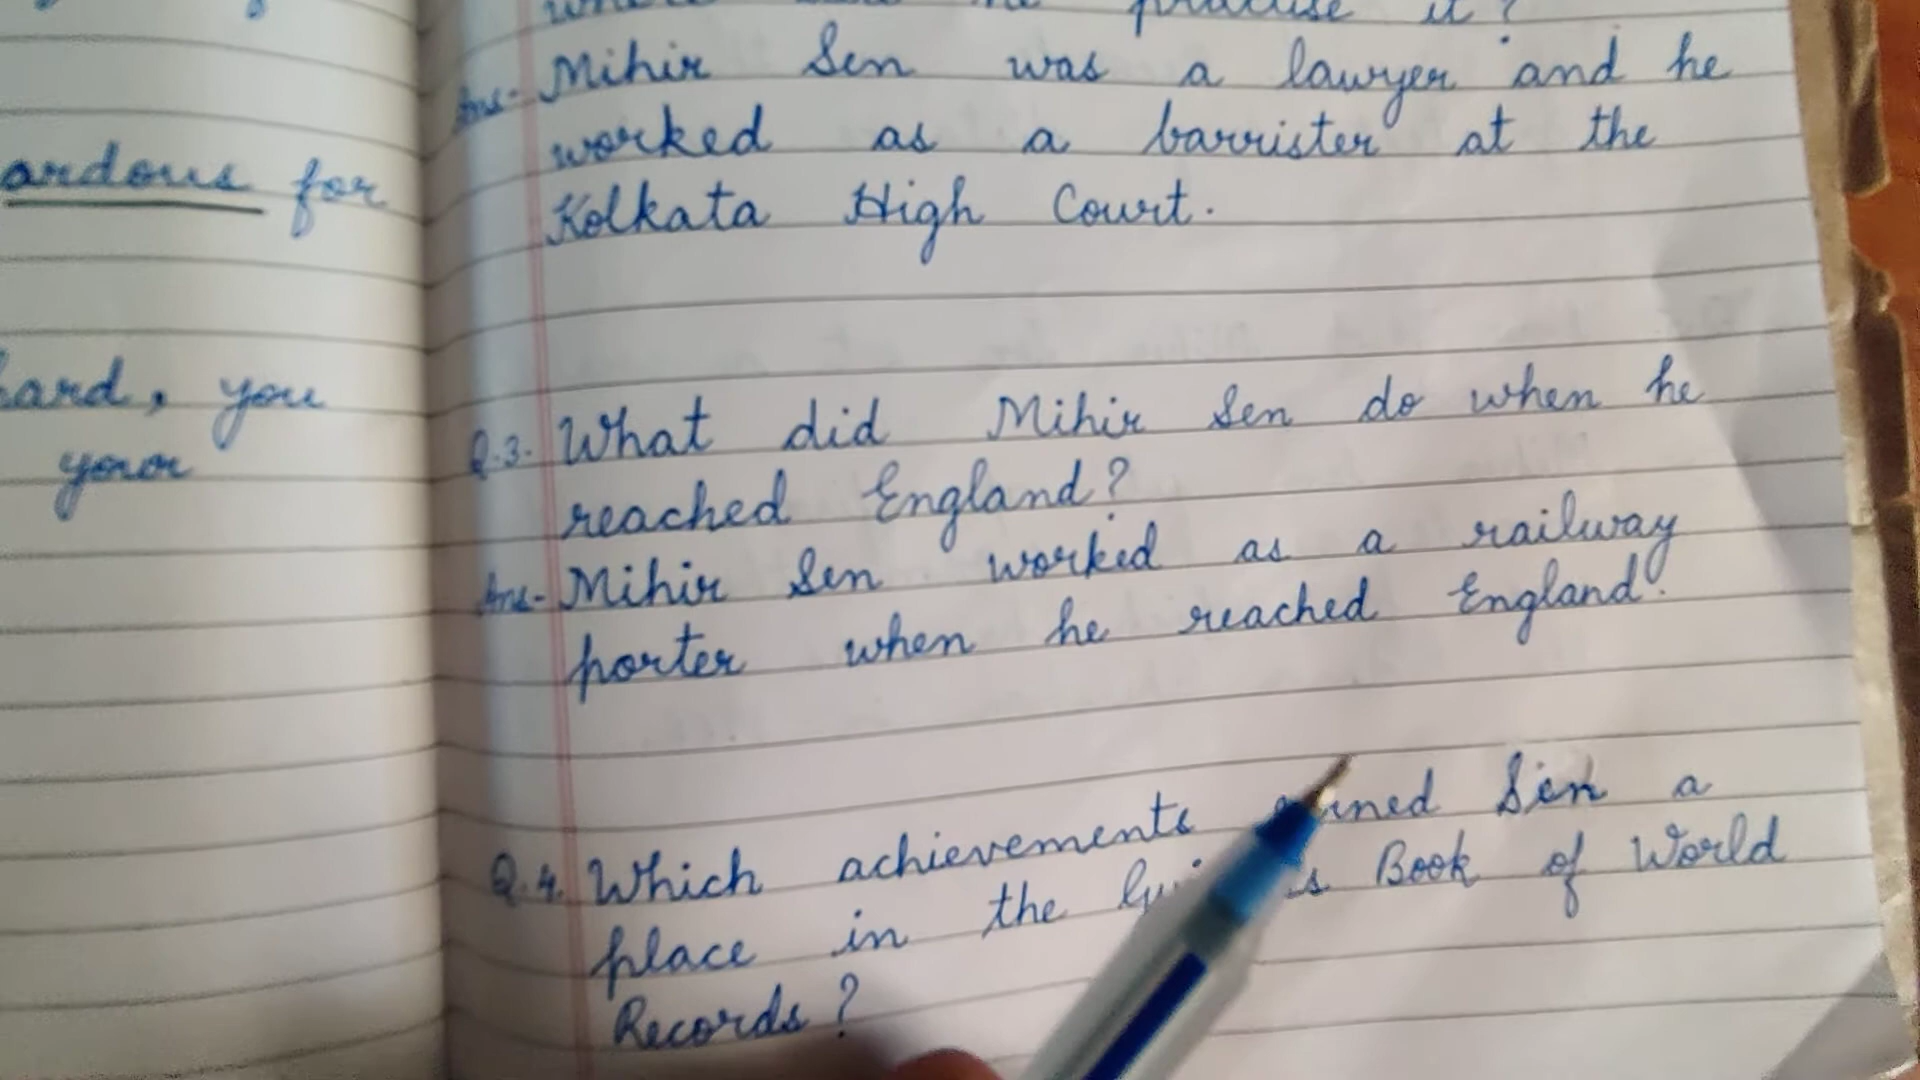 ardous for
hard, you
your
practise it?
Ans- Mihir Sen was a lawyer and he
worked as a barrister at the
Kolkata High Court.
Q.3. What did Mihir Sen do when he
reached England?
Ans- Mihir Sen worked as a railway
porter when he reached England.
Q.4. Which achievements Sen a
place in the Book of World
Records?